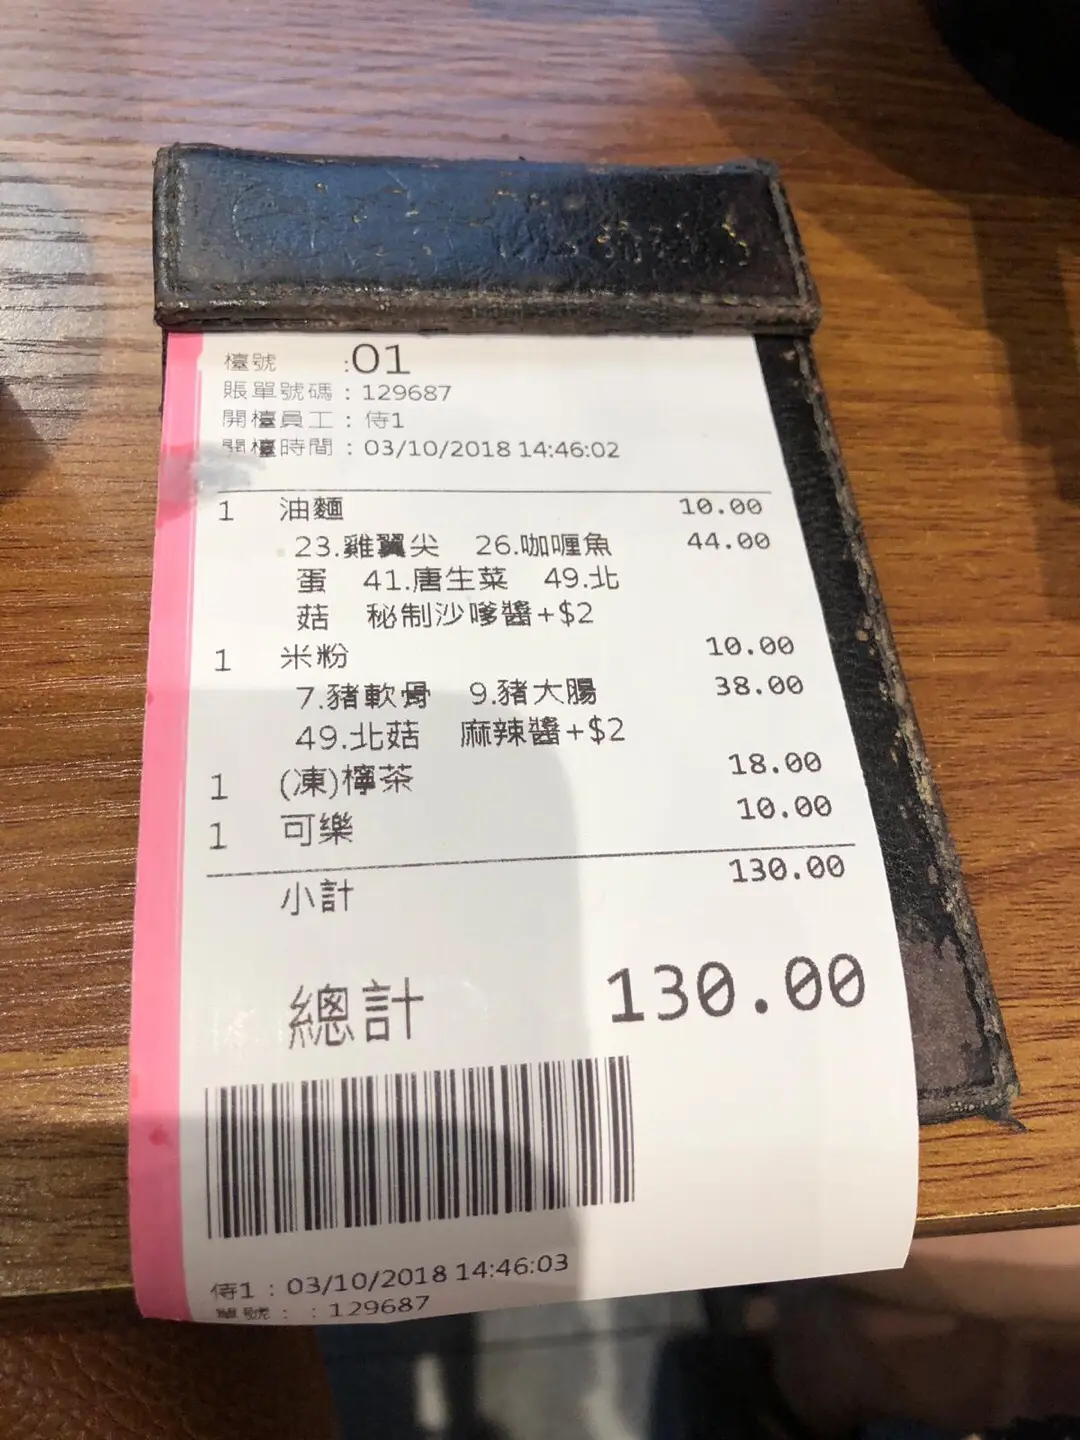 檯號 :01
賬單號碼：129687
開檯員工：侍1
開檯時間：03/10/2018 14:46:02
1 油麵 10.00
23.雞翼尖 26.咖喱魚 44.00
蛋 41.唐生菜 49.北
菇 秘制沙嗲醬+$2
1 米粉 10.00
7.豬軟骨 9.豬大腸 38.00
49.北菇 麻辣醬+$2
1 (凍)檸茶 18.00
1 可樂 10.00
小計 130.00
總計 130.00
侍1：03/10/2018 14:46:03
單號：：129687